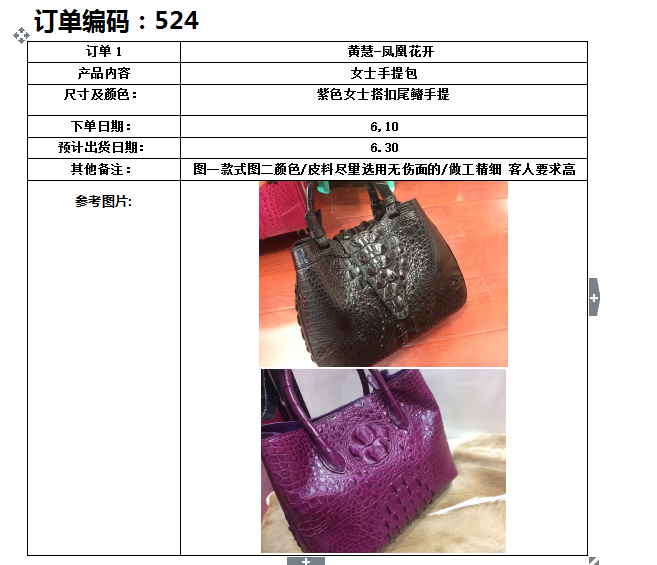 订单编码：524
订单 1
黄慧-凤凰花开
产品内容
女士手提包
尺寸及颜色：
紫色女士搭扣尾鳍手提
下单日期：
6,10
预计出货日期：
6.30
其他备注：
图一款式图二颜色/皮料尽量选用无伤面的/做工精细 客人要求高
参考图片: